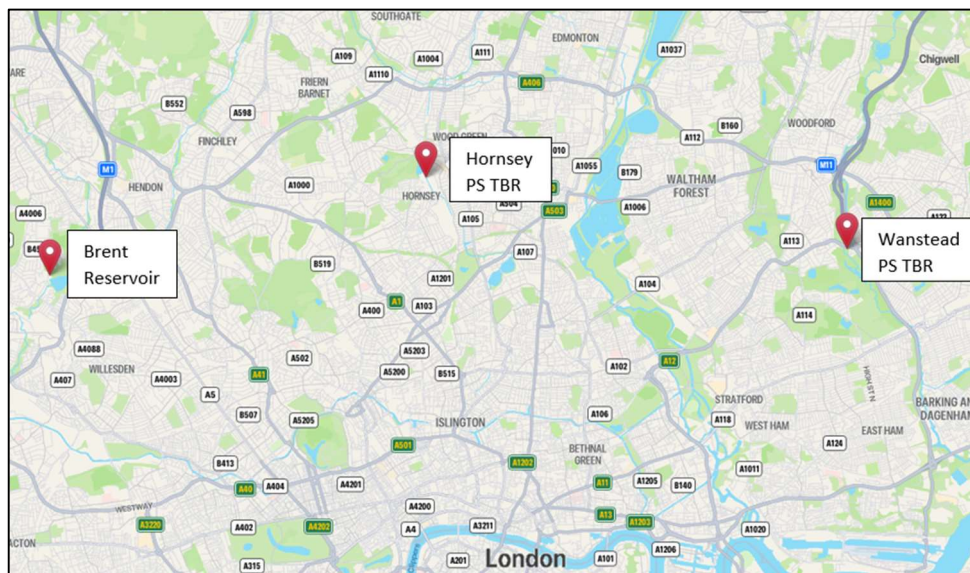 SOUTHGATE
EDMONTON
A1037
A109
A1004
A111
Chigwell
A1110
A406
FRIERN
BARNET
B552
A598
WOOD GREEN
B160
WOODFORD
FINCHLEY
A112
Hornsey
PS TBR
M1
M11
A1055
B179
WALTHAM
FOREST
HENDON
A1000
HORNSEY
A504
A1400
A4006
A105
A503
A1006
Brent
Reservoir
A113
Wanstead
PS TBR
A107
B519
A1201
A104
A1
A103
A400
A114
A4088
A5203
A502
A12
WILLESDEN
A407
A4003
A41
A5200
B515
A102
HIGH ST N
A5
STRATFORD
BARKING AN
DAGENHAM
B507
A5205
ISLINGTON
A106
A118
WEST HAM
EAST HAM
A501
A124
BETHNAL
GREEN
B413
A1202
A1011
A40
A404
A4201
A11
A1205
B140
WESTWAY
A4200
A13
A3220
A402
A4202
A4
A3211
A1203
A1020
ACTON
London
A1206
A315
A201
A101